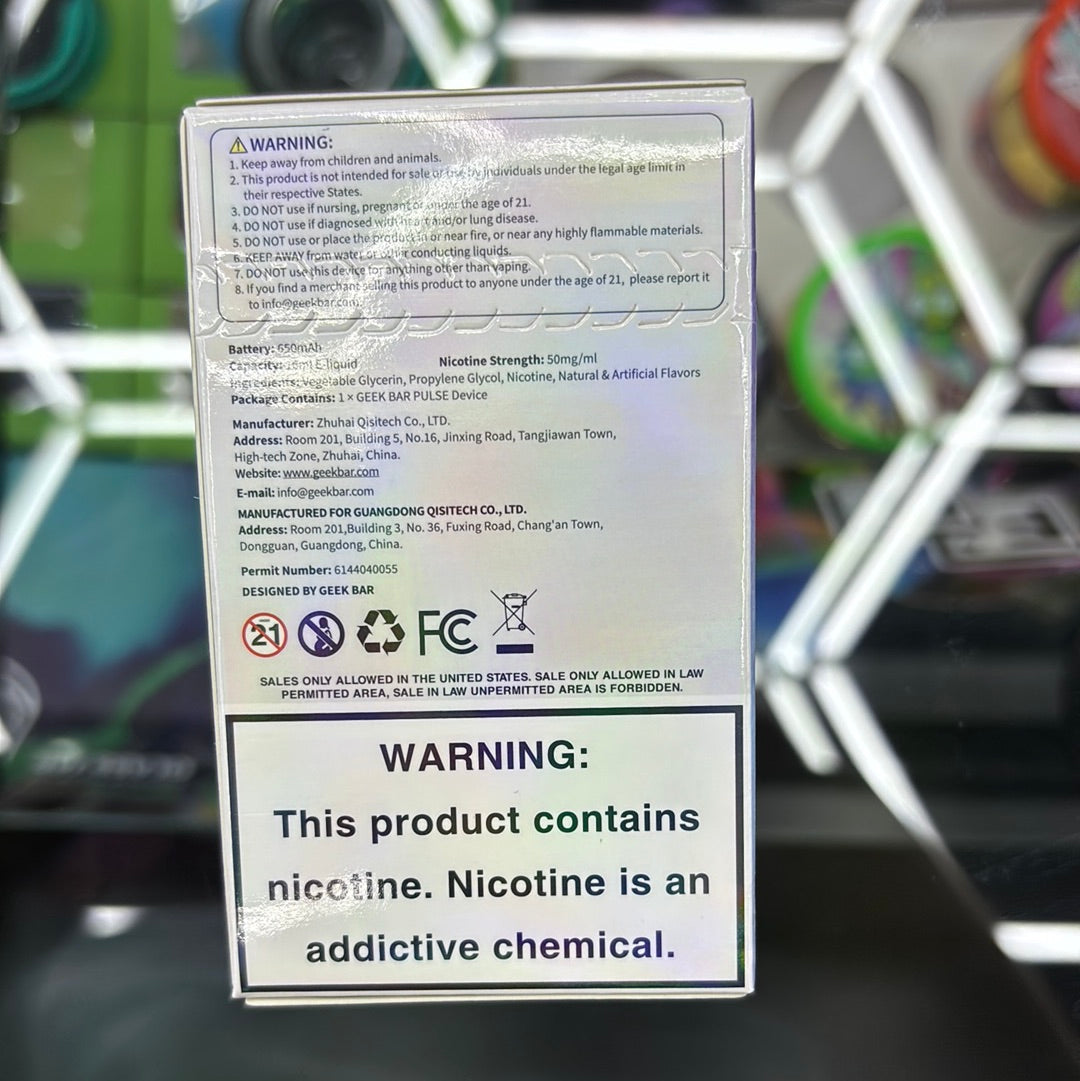 WARNING:
1. Keep away from children and animals.
2. This product is not intended for sale or use by individuals under the legal age limit in
their respective States.
3. DO NOT use if nursing, pregnant or under the age of 21.
4. DO NOT use if diagnosed with heart and/or lung disease.
5. DO NOT use or place the product in or near fire, or near any highly flammable materials.
6. KEEP AWAY from water or other conducting liquids.
7. DO NOT use this device for anything other than vaping.
8. If you find a merchant selling this product to anyone under the age of 21, please report it
to info@geekbar.com.
Battery: 650mAh
Capacity: E-liquid Nicotine Strength: 50mg/ml
Ingredients: Vegetable Glycerin, Propylene Glycol, Nicotine, Natural & Artificial Flavors
Package Contains: 1 × GEEK BAR PULSE Device
Manufacturer: Zhuhai Qisitech Co., LTD.
Address: Room 201, Building 5, No.16, Jinxing Road, Tangjiawan Town,
High-tech Zone, Zhuhai, China.
Website: www.geekbar.com
E-mail: info@geekbar.com
MANUFACTURED FOR GUANGDONG QISITECH CO., LTD.
Address: Room 201,Building 3, No. 36, Fuxing Road, Chang'an Town,
Dongguan, Guangdong, China.
Permit Number: 6144040055
DESIGNED BY GEEK BAR
21 FC
SALES ONLY ALLOWED IN THE UNITED STATES. SALE ONLY ALLOWED IN LAW
PERMITTED AREA, SALE IN LAW UNPERMITTED AREA IS FORBIDDEN.
WARNING:
This product contains
nicotine. Nicotine is an
addictive chemical.